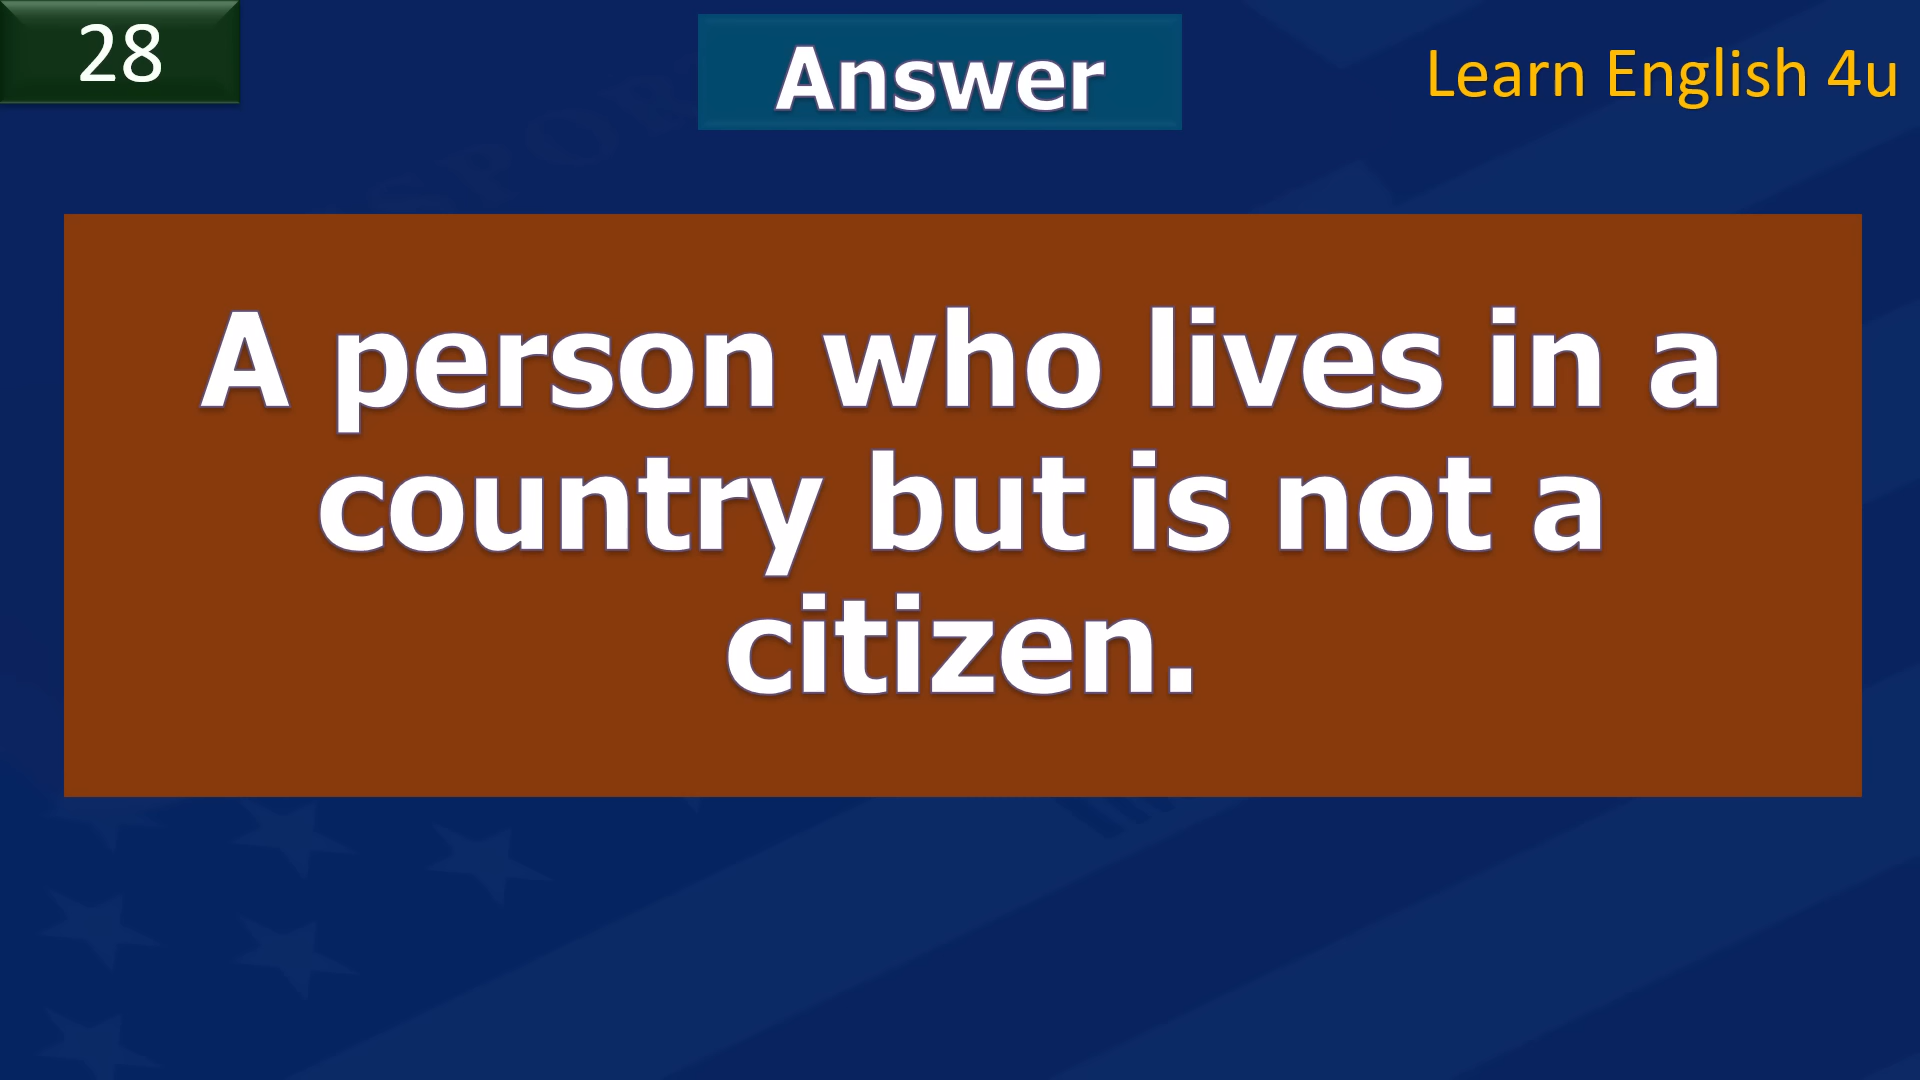 28
Answer
Learn English 4u
A person who lives in a
country but is not a
citizen.